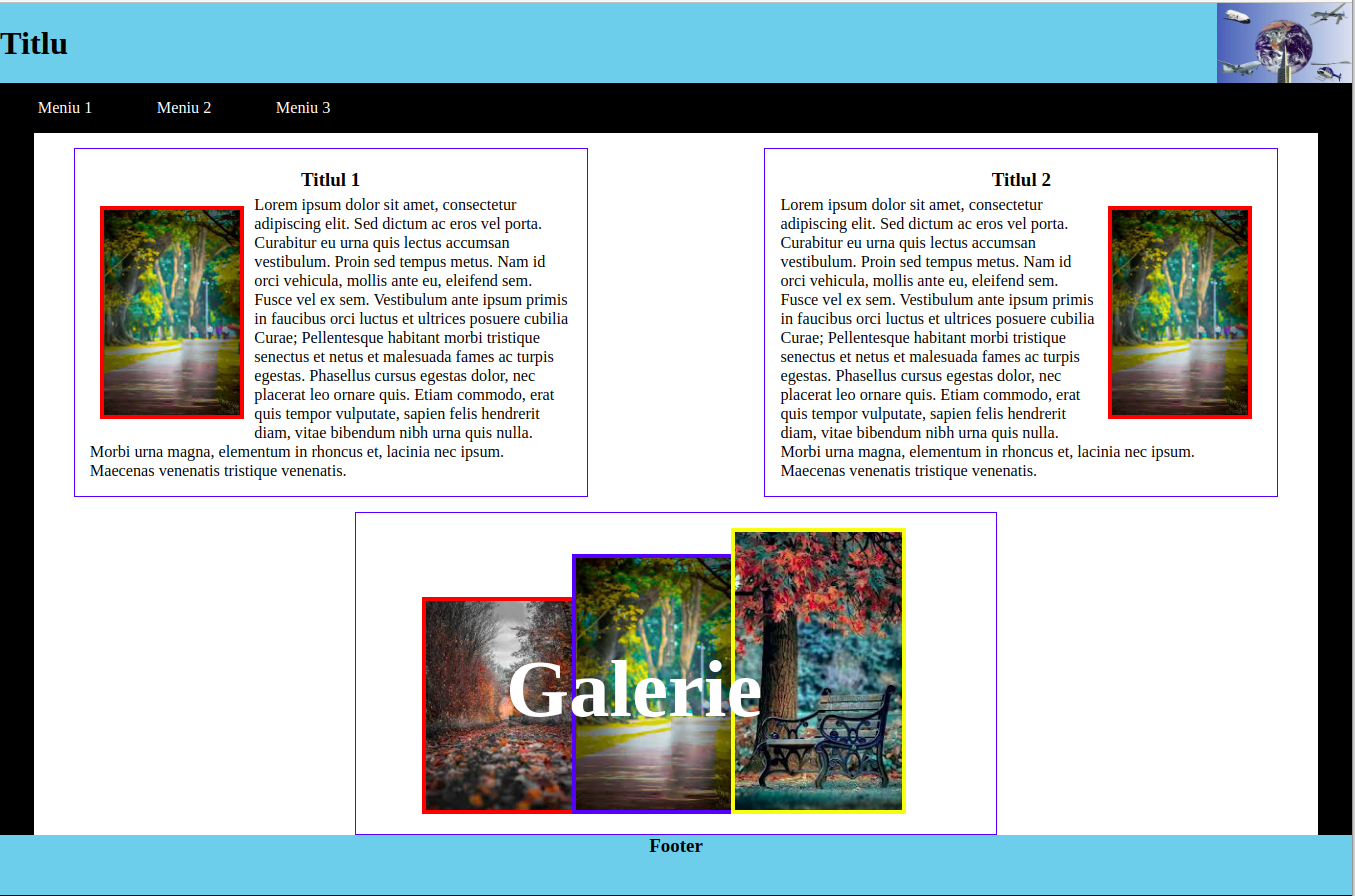 Titlu
Meniu 1 Meniu 2 Meniu 3
Titlul 1
Lorem ipsum dolor sit amet, consectetur
adipiscing elit. Sed dictum ac eros vel porta.
Curabitur eu urna quis lectus accumsan
vestibulum. Proin sed tempus metus. Nam id
orci vehicula, mollis ante eu, eleifend sem.
Fusce vel ex sem. Vestibulum ante ipsum primis
in faucibus orci luctus et ultrices posuere cubilia
Curae; Pellentesque habitant morbi tristique
senectus et netus et malesuada fames ac turpis
egestas. Phasellus cursus egestas dolor, nec
placerat leo ornare quis. Etiam commodo, erat
quis tempor vulputate, sapien felis hendrerit
diam, vitae bibendum nibh urna quis nulla.
Morbi urna magna, elementum in rhoncus et, lacinia nec ipsum.
Maecenas venenatis tristique venenatis.
Titlul 2
Lorem ipsum dolor sit amet, consectetur
adipiscing elit. Sed dictum ac eros vel porta.
Curabitur eu urna quis lectus accumsan
vestibulum. Proin sed tempus metus. Nam id
orci vehicula, mollis ante eu, eleifend sem.
Fusce vel ex sem. Vestibulum ante ipsum primis
in faucibus orci luctus et ultrices posuere cubilia
Curae; Pellentesque habitant morbi tristique
senectus et netus et malesuada fames ac turpis
egestas. Phasellus cursus egestas dolor, nec
placerat leo ornare quis. Etiam commodo, erat
quis tempor vulputate, sapien felis hendrerit
diam, vitae bibendum nibh urna quis nulla.
Morbi urna magna, elementum in rhoncus et, lacinia nec ipsum.
Maecenas venenatis tristique venenatis.
Galerie
Footer